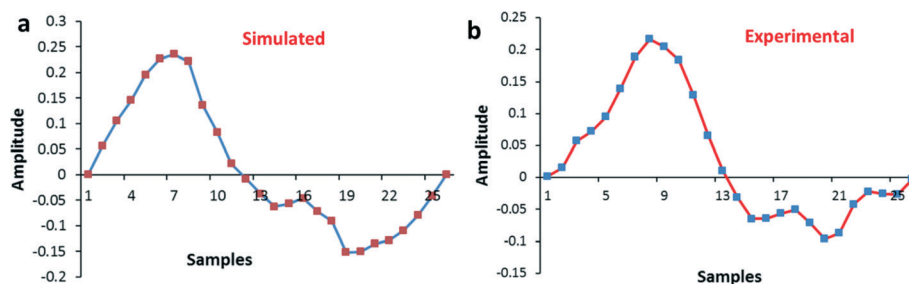 a
Simulated
Amplitude
0.3
0.25
0.2
0.15
0.1
0.05
0
-0.05
-0.1
-0.15
-0.2
1 4 7 10 13 16 19 22 25
Samples
b
Experimental
Amplitude
0.25
0.2
0.15
0.1
0.05
0
-0.05
-0.1
-0.15
1 5 9 13 17 21 25
Samples